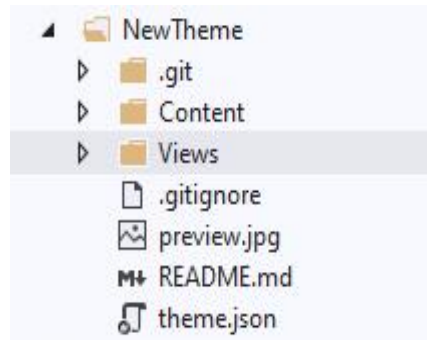 NewTheme
.git
Content
Views
.gitignore
preview.jpg
M↓ README.md
theme.json